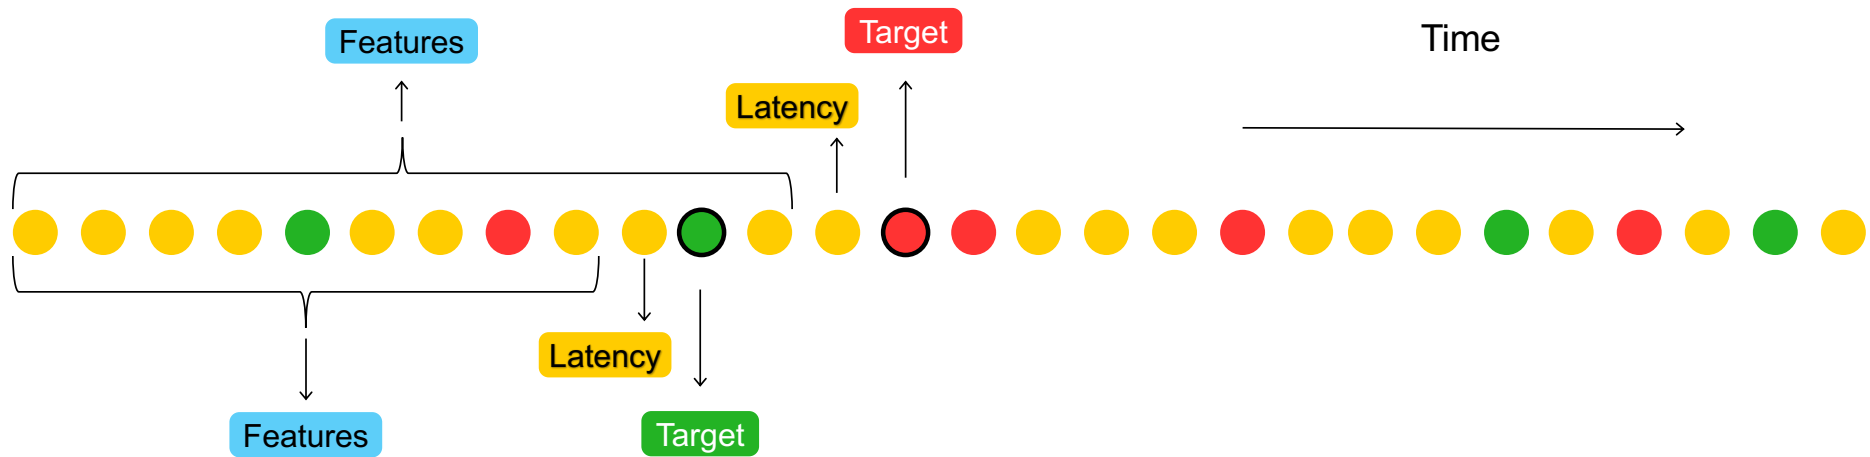 Features
Target
Time
Latency
Latency
Features
Target